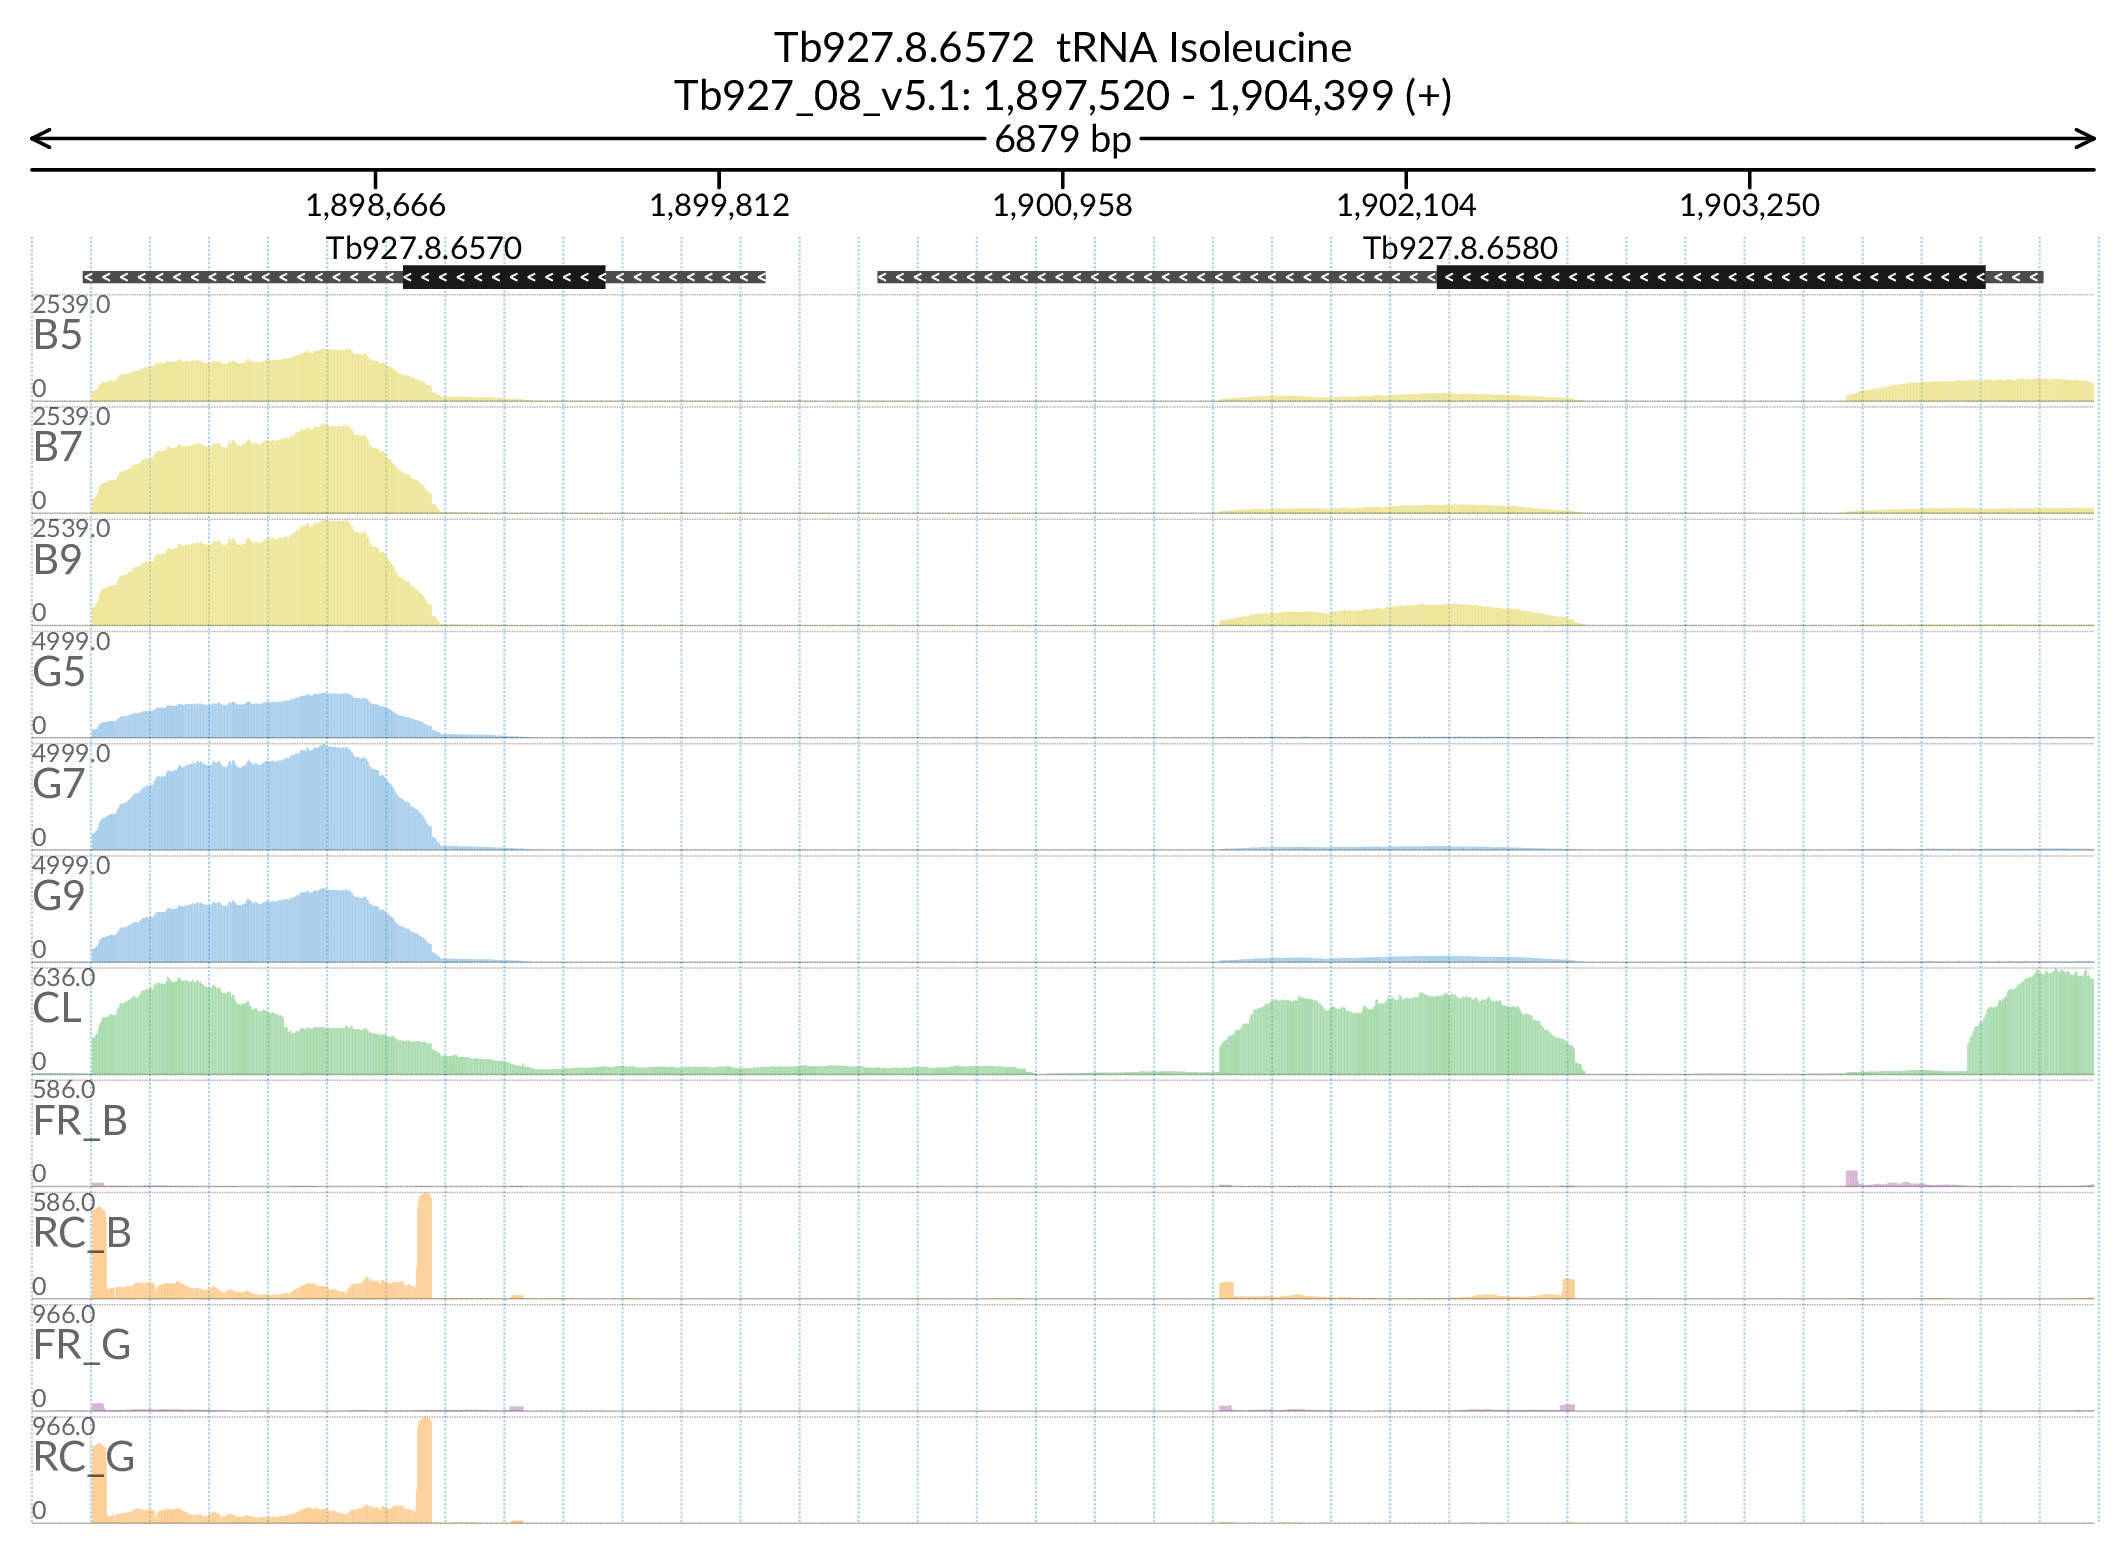 Tb927.8.6572 tRNA Isoleucine
Tb927_08_v5.1: 1,897,520 - 1,904,399 (+)
6879 bp
1,898,666 1,899,812 1,900,958 1,902,104 1,903,250
Tb927.8.6570 Tb927.8.6580
2539.0
B5
0
2539.0
B7
0
2539.0
B9
0
4999.0
G5
0
4999.0
G7
0
4999.0
G9
0
636.0
CL
0
586.0
FR_B
0
586.0
RC_B
0
966.0
FR_G
0
966.0
RC_G
0